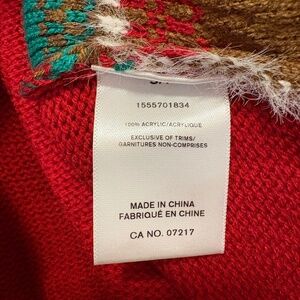 1555701834
100% ACRYLIC/ACRYLIQUE
EXCLUSIVE OF TRIMS/
GARNITURES NON-COMPRISES
MADE IN CHINA
FABRIQUÉ EN CHINE
CA NO. 07217